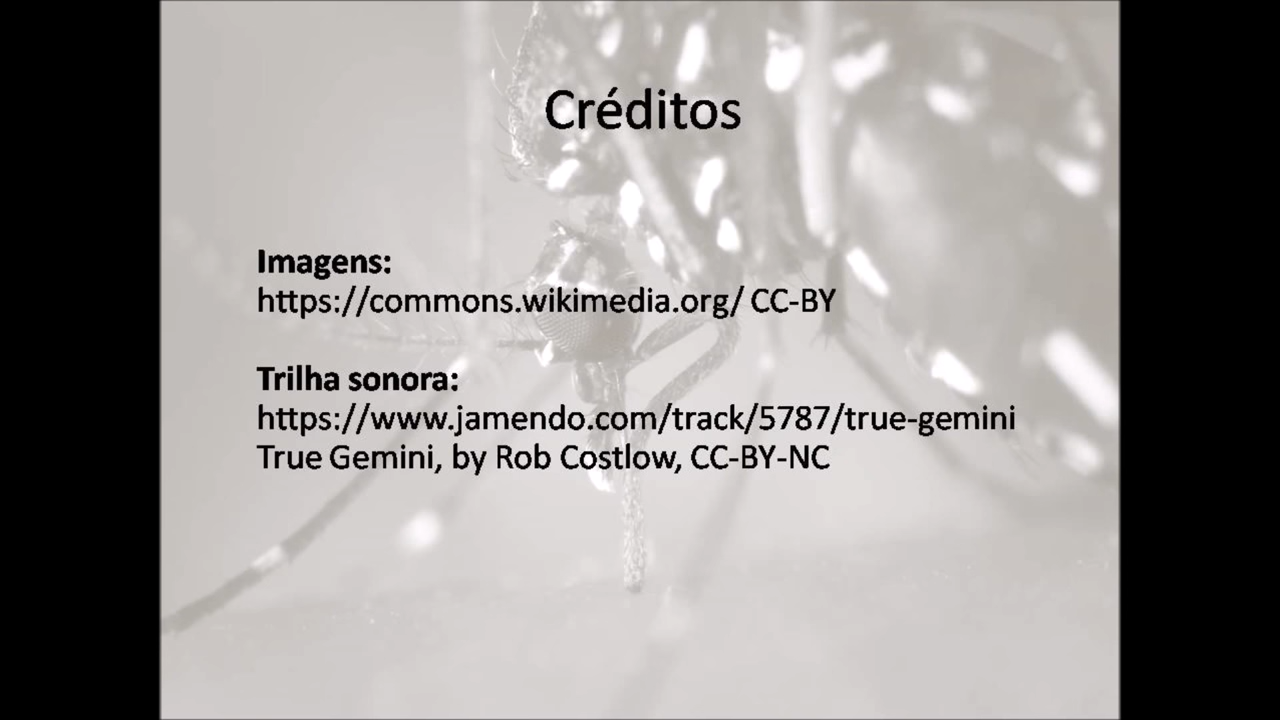 Créditos
Imagens:
https://commons.wikimedia.org/ CC-BY
Trilha sonora:
https://www.jamendo.com/track/5787/true-gemini
True Gemini, by Rob Costlow, CC-BY-NC